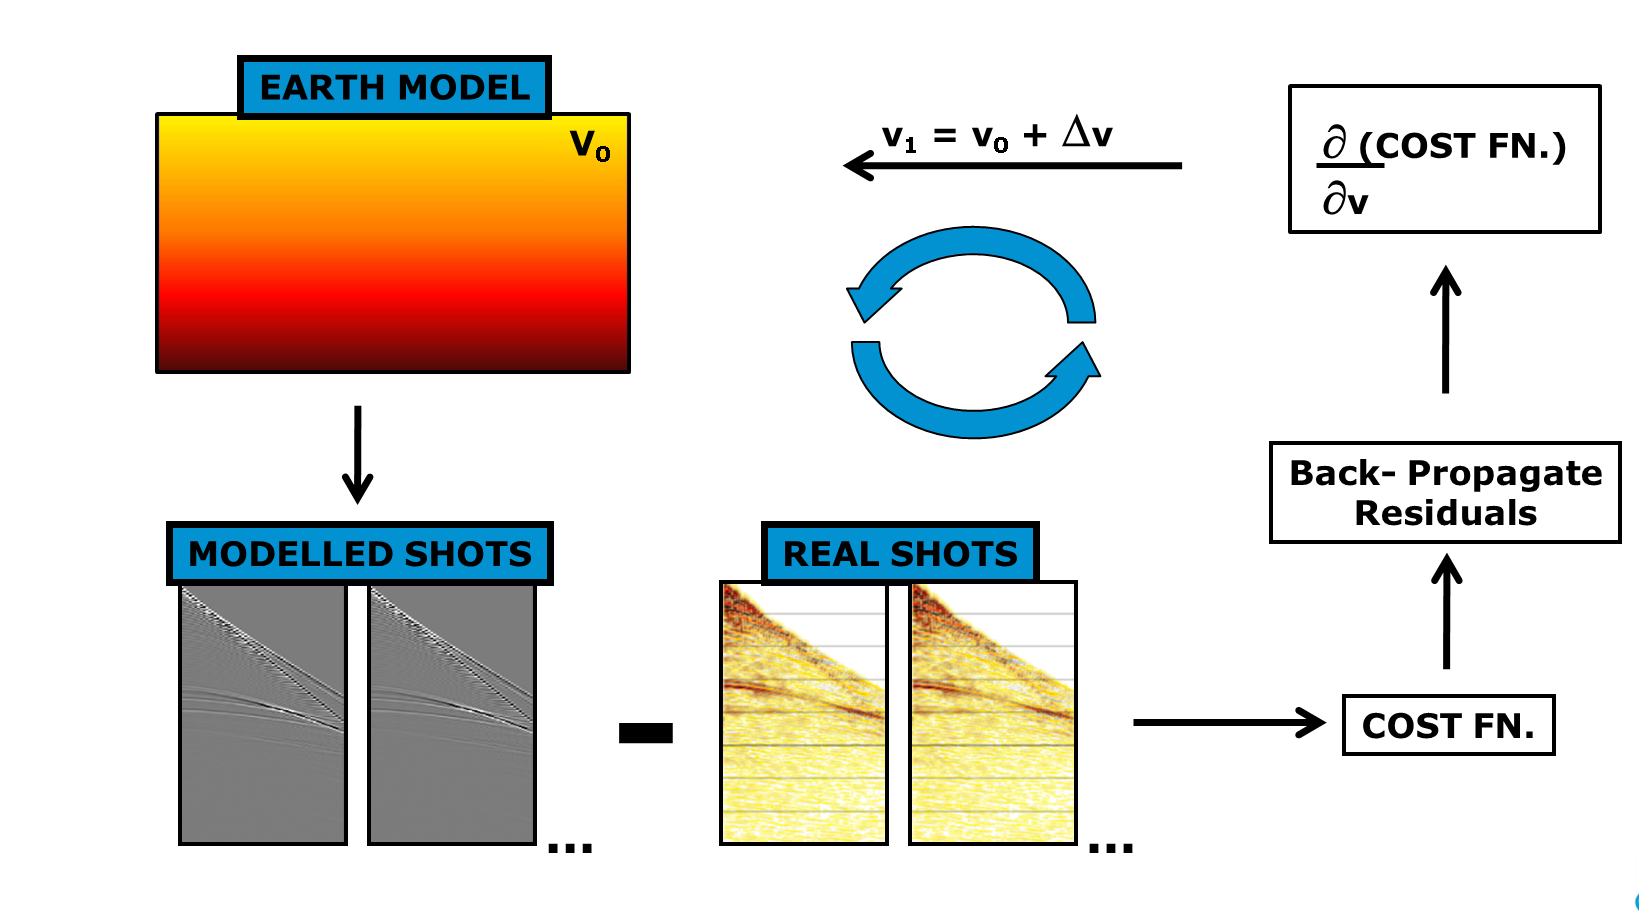 EARTH MODEL
V₀
v₁ = v₀ + Δv
∂ (COST FN.)
∂v
Back- Propagate
Residuals
MODELLED SHOTS
REAL SHOTS
-
COST FN.
...
...